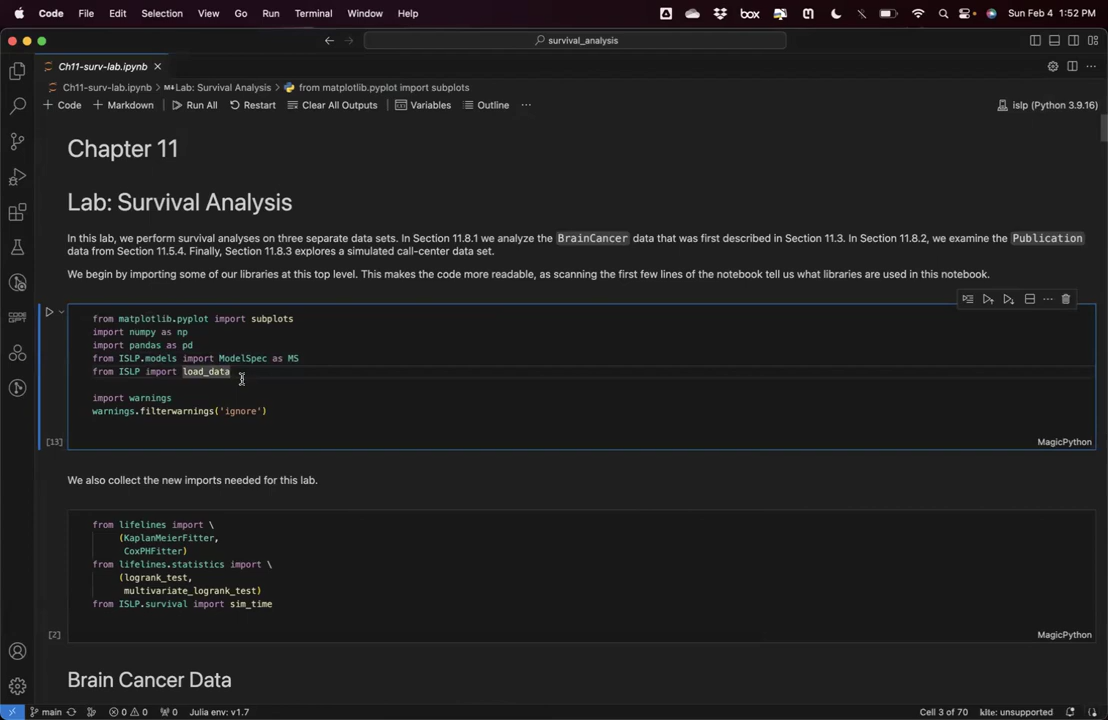 Code File Edit Selection View Go Run Terminal Window Help box Sun Feb 4 1:52 PM
survival_analysis
Ch11-surv-lab.ipynb
Ch11-surv-lab.ipynb > Lab: Survival Analysis > from matplotlib.pyplot import subplots
+ Code + Markdown Run All Restart Clear All Outputs Variables Outline ... islp (Python 3.9.16)
Chapter 11
Lab: Survival Analysis
In this lab, we perform survival analyses on three separate data sets. In Section 11.8.1 we analyze the BrainCancer data that was first described in Section 11.3. In Section 11.8.2, we examine the Publication
data from Section 11.5.4. Finally, Section 11.8.3 explores a simulated call-center data set.
We begin by importing some of our libraries at this top level. This makes the code more readable, as scanning the first few lines of the notebook tell us what libraries are used in this notebook.
from matplotlib.pyplot import subplots
import numpy as np
import pandas as pd
from ISLP.models import ModelSpec as MS
from ISLP import load_data
import warnings
warnings.filterwarnings('ignore')
[13] MagicPython
We also collect the new imports needed for this lab.
from lifelines import \
(KaplanMeierFitter,
CoxPHFitter)
from lifelines.statistics import \
(logrank_test,
multivariate_logrank_test)
from ISLP.survival import sim_time
[2] MagicPython
Brain Cancer Data
main 0 0 0 Julia env: v1.7 Cell 3 of 70 kite: unsupported